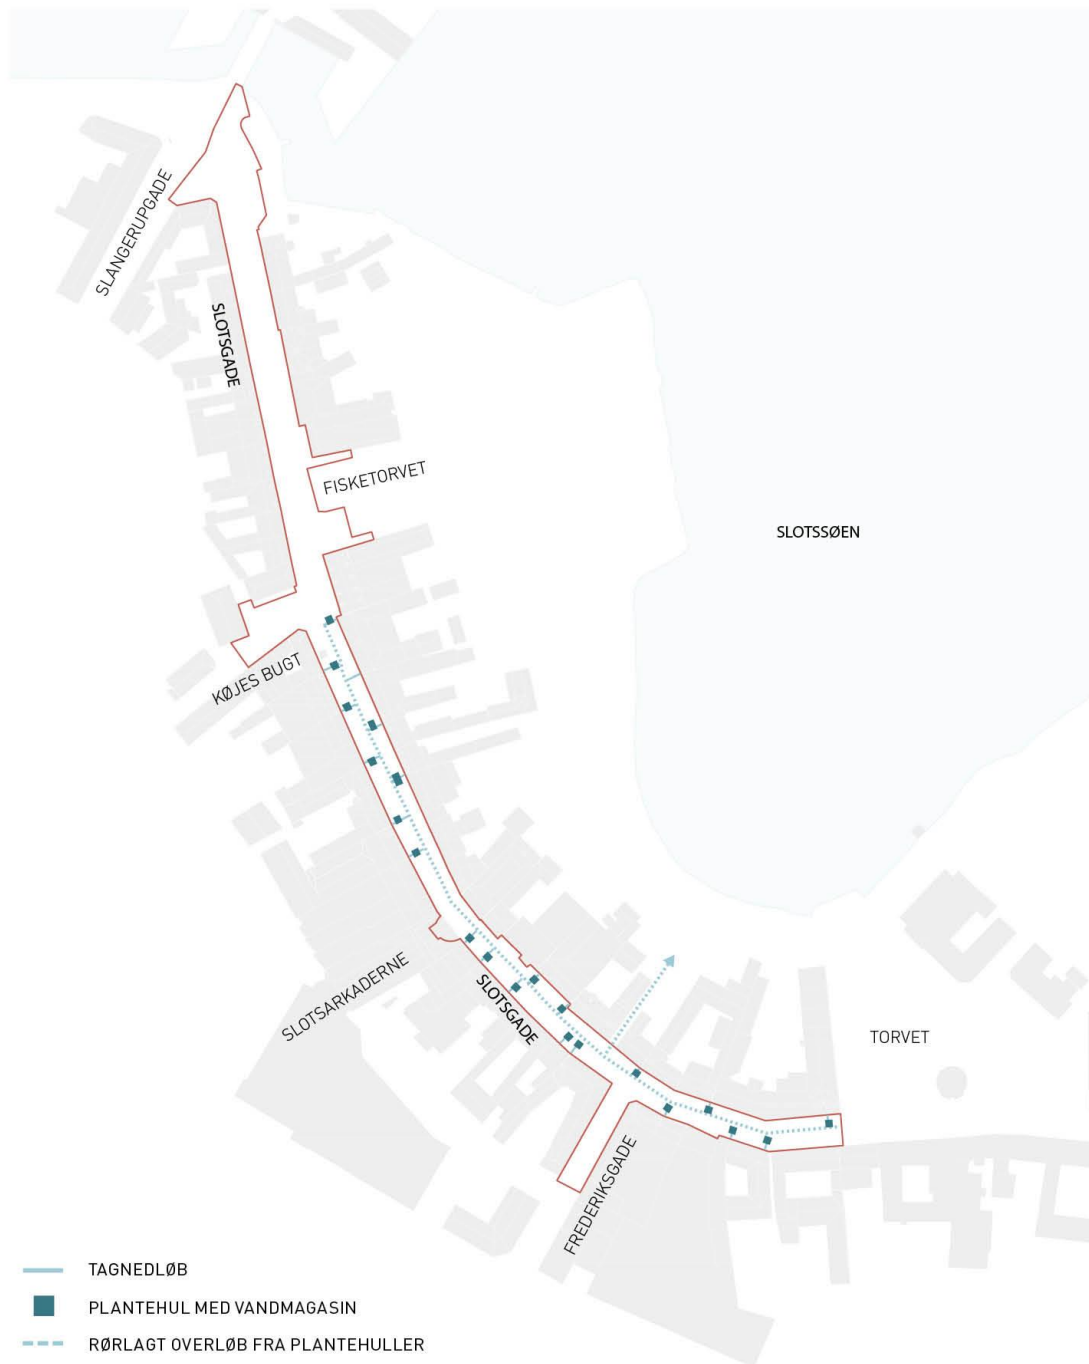 SLANGERUPGADE
SLOTSGADE
FISKETORVET
SLOTSSØEN
KØJES BUGT
SLOTSARKADERNE
SLOTSGADE
TORVET
FREDERIKSGADE
TAGNEDLØB
PLANTEHUL MED VANDMAGASIN
RØRLAGT OVERLØB FRA PLANTEHULLER